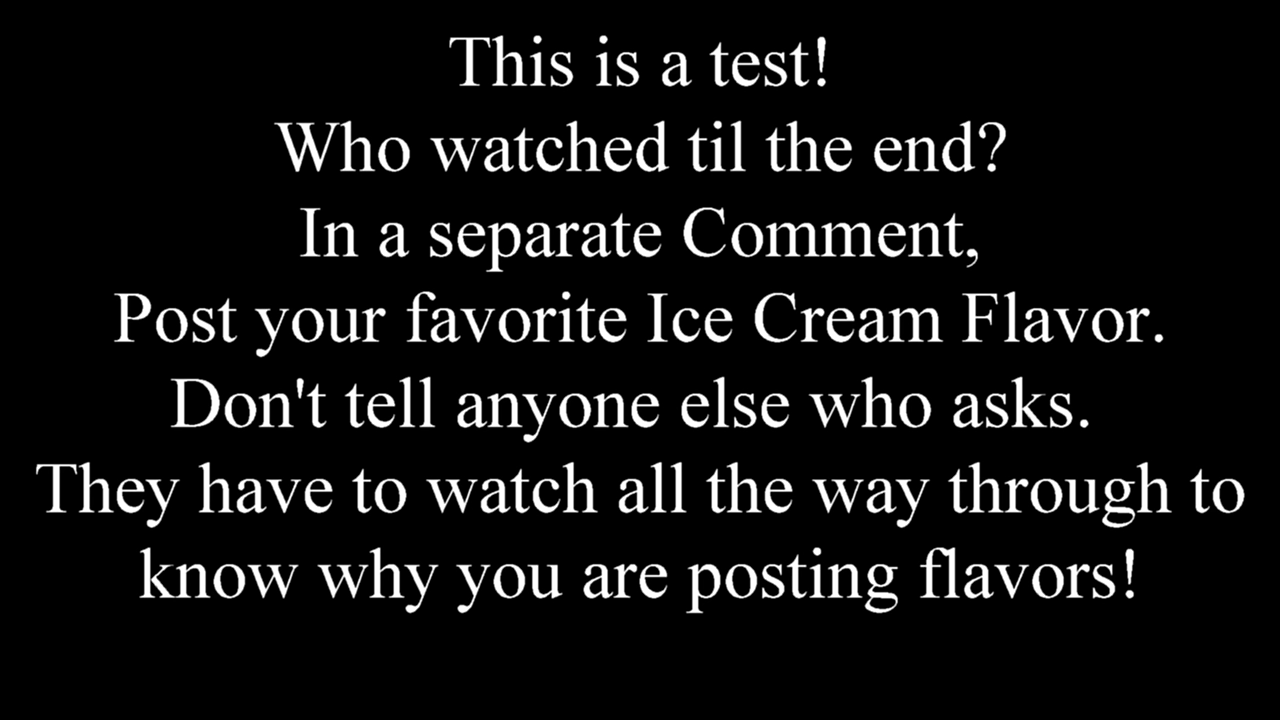 This is a test!
Who watched til the end?
In a separate Comment,
Post your favorite Ice Cream Flavor.
Don't tell anyone else who asks.
They have to watch all the way through to
know why you are posting flavors!